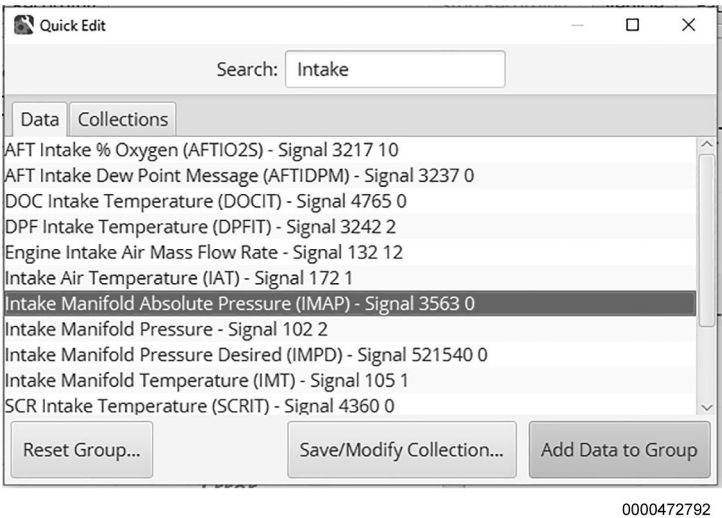 Quick Edit
Search: Intake
Data Collections
AFT Intake % Oxygen (AFTIO2S) - Signal 3217 10
AFT Intake Dew Point Message (AFTIDPM) - Signal 3237 0
DOC Intake Temperature (DOCIT) - Signal 4765 0
DPF Intake Temperature (DPFIT) - Signal 3242 2
Engine Intake Air Mass Flow Rate - Signal 132 12
Intake Air Temperature (IAT) - Signal 172 1
Intake Manifold Absolute Pressure (IMAP) - Signal 3563 0
Intake Manifold Pressure - Signal 102 2
Intake Manifold Pressure Desired (IMPD) - Signal 521540 0
Intake Manifold Temperature (IMT) - Signal 105 1
SCR Intake Temperature (SCRIT) - Signal 4360 0
Reset Group... Save/Modify Collection... Add Data to Group
0000472792